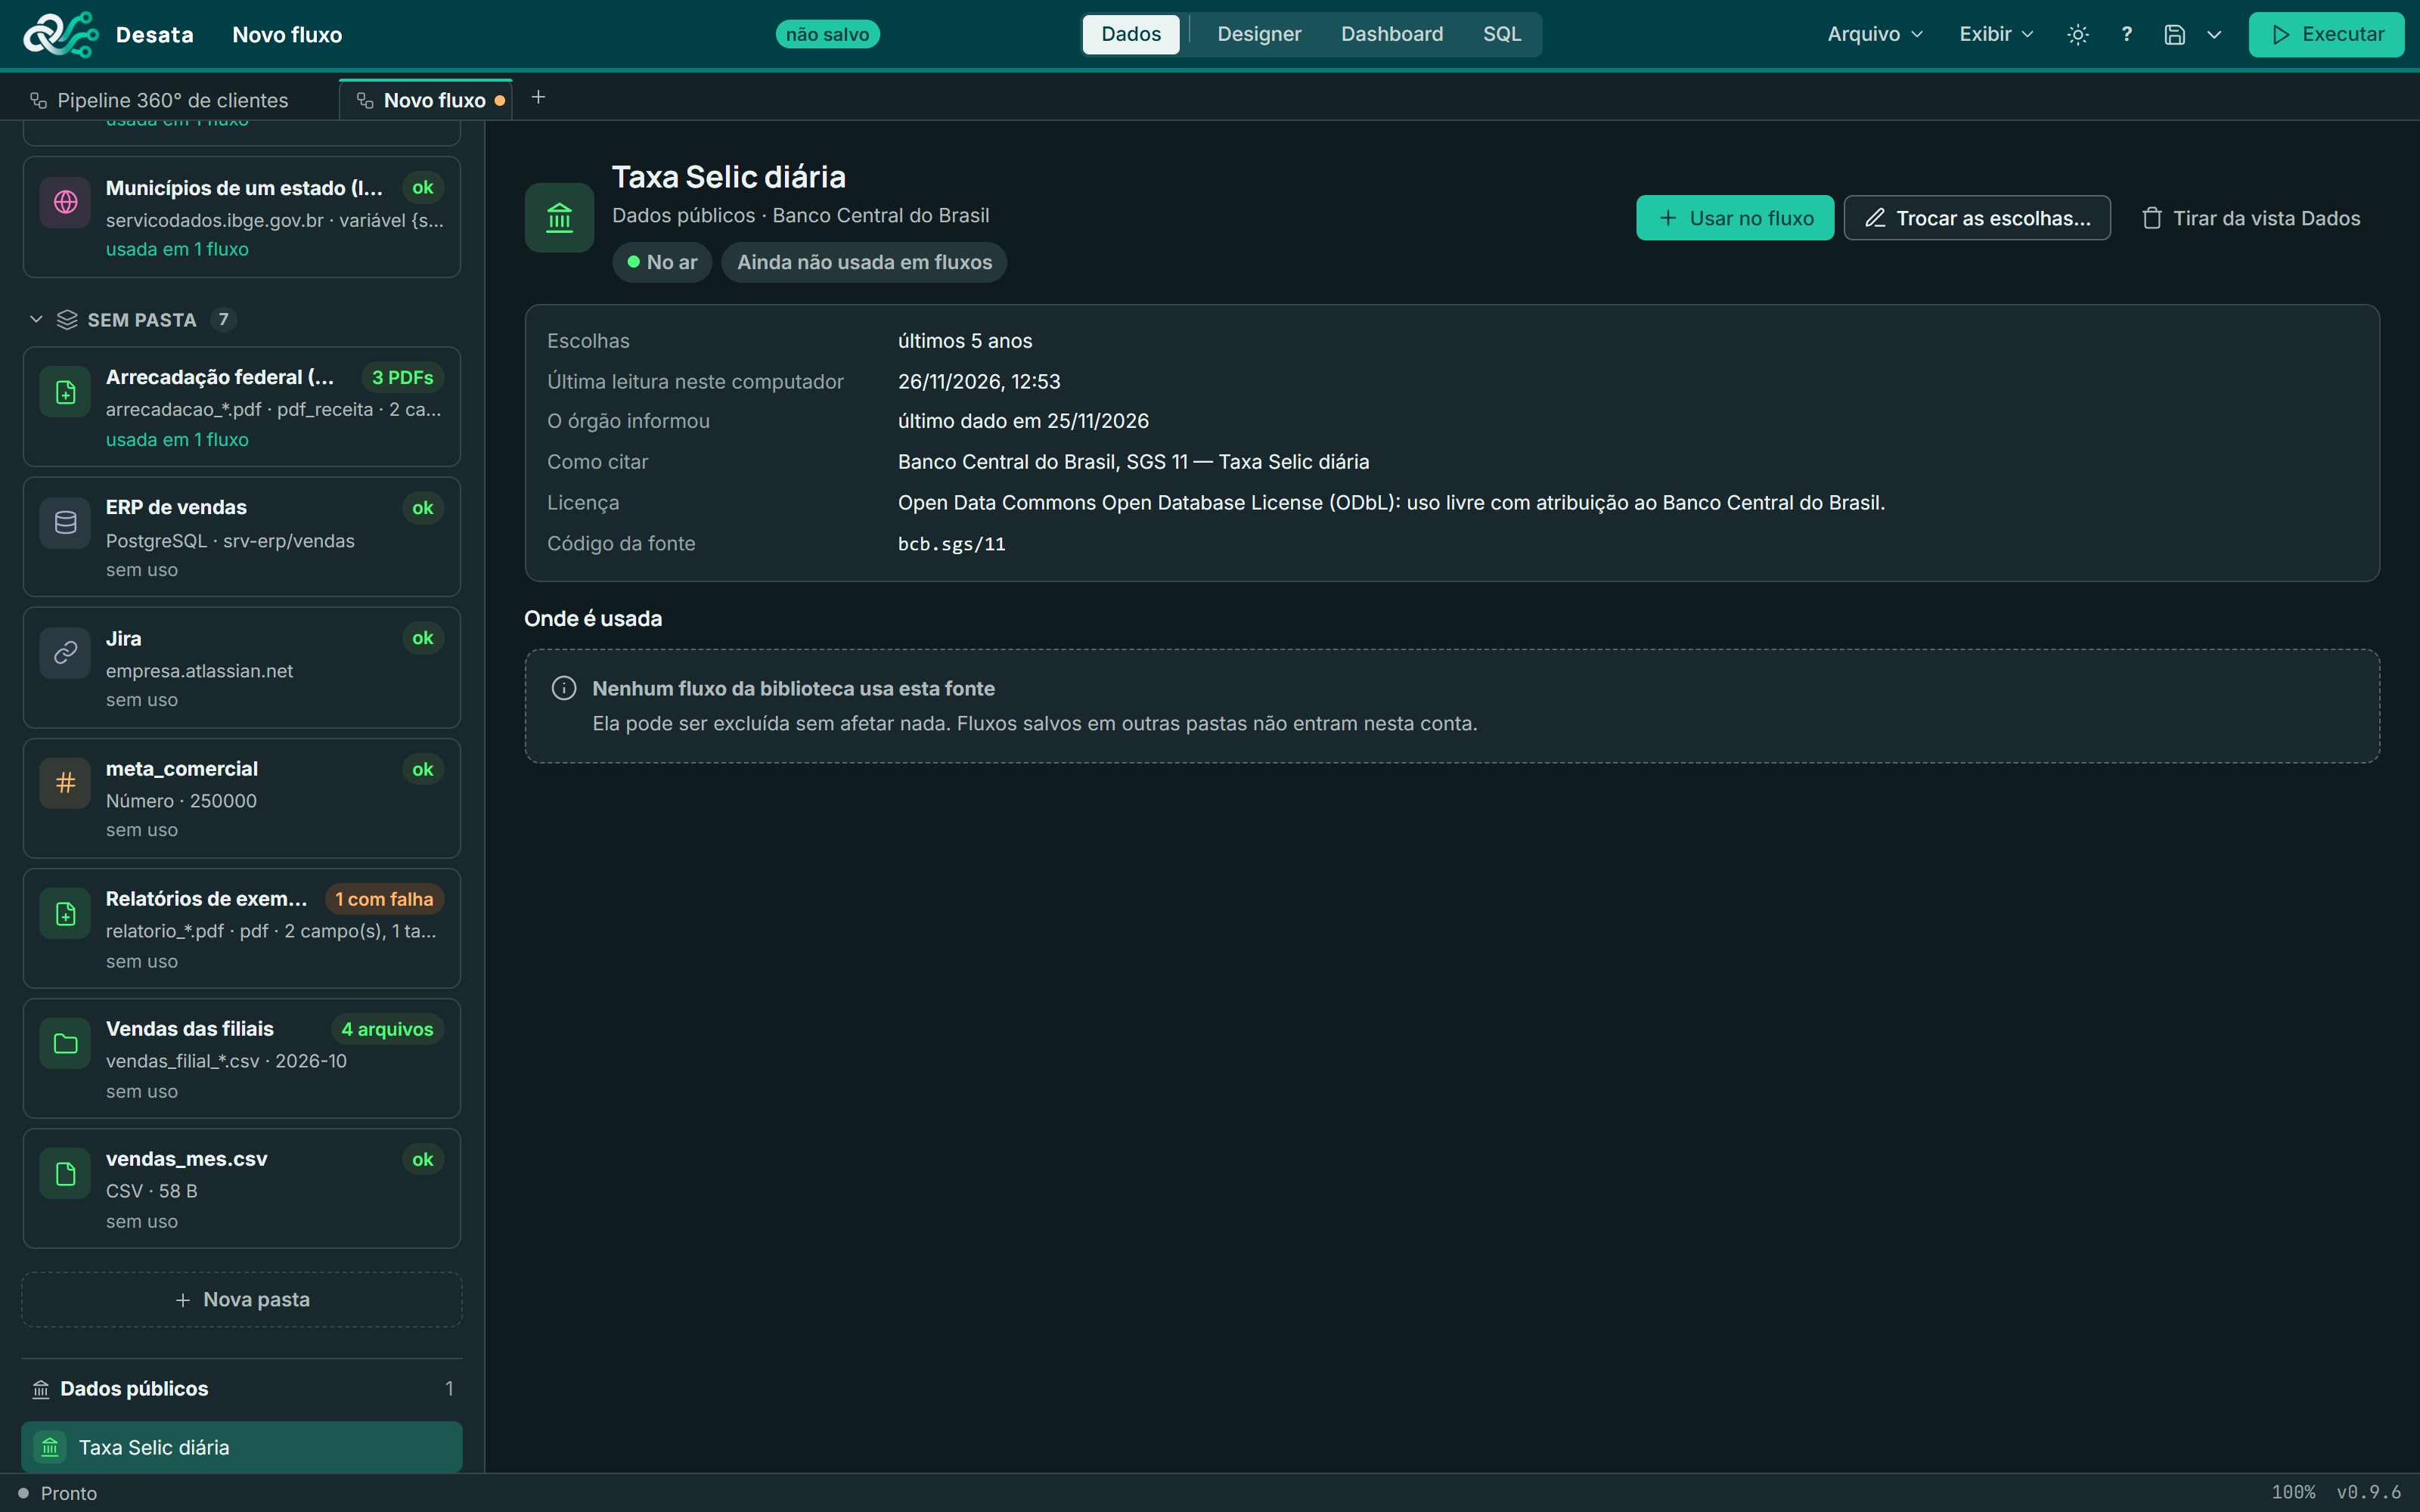 Desata
Novo fluxo
não salvo
Dados
Designer
Dashboard
SQL
Arquivo
Exibir
?
Executar
Pipeline 360° de clientes
Novo fluxo
usada em 1 fluxo
Municípios de um estado (I...
ok
servicodados.ibge.gov.br · variável {s...
usada em 1 fluxo
SEM PASTA 7
Arrecadação federal (...
3 PDFs
arrecadacao_*.pdf · pdf_receita · 2 ca...
usada em 1 fluxo
ERP de vendas
ok
PostgreSQL · srv-erp/vendas
sem uso
Jira
ok
empresa.atlassian.net
sem uso
meta_comercial
ok
Número · 250000
sem uso
Relatórios de exem...
1 com falha
relatorio_*.pdf · pdf · 2 campo(s), 1 ta...
sem uso
Vendas das filiais
4 arquivos
vendas_filial_*.csv · 2026-10
sem uso
vendas_mes.csv
ok
CSV · 58 B
sem uso
Nova pasta
Dados públicos 1
Taxa Selic diária
Taxa Selic diária
Dados públicos · Banco Central do Brasil
No ar
Ainda não usada em fluxos
Usar no fluxo
Trocar as escolhas...
Tirar da vista Dados
Escolhas últimos 5 anos
Última leitura neste computador 26/11/2026, 12:53
O órgão informou último dado em 25/11/2026
Como citar Banco Central do Brasil, SGS 11 — Taxa Selic diária
Licença Open Data Commons Open Database License (ODbL): uso livre com atribuição ao Banco Central do Brasil.
Código da fonte bcb.sgs/11
Onde é usada
Nenhum fluxo da biblioteca usa esta fonte
Ela pode ser excluída sem afetar nada. Fluxos salvos em outras pastas não entram nesta conta.
Pronto
100% v0.9.6